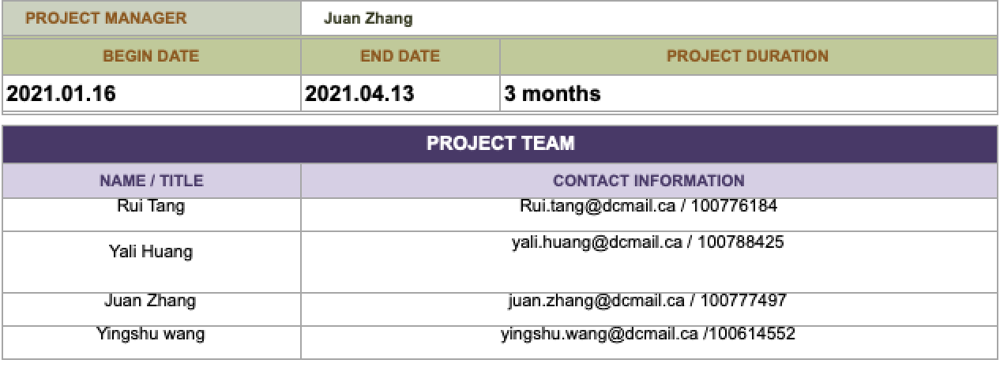 PROJECT MANAGER Juan Zhang
BEGIN DATE END DATE PROJECT DURATION
2021.01.16 2021.04.13 3 months
PROJECT TEAM
NAME / TITLE CONTACT INFORMATION
Rui Tang Rui.tang@dcmail.ca / 100776184
Yali Huang yali.huang@dcmail.ca / 100788425
Juan Zhang juan.zhang@dcmail.ca / 100777497
Yingshu wang yingshu.wang@dcmail.ca /100614552